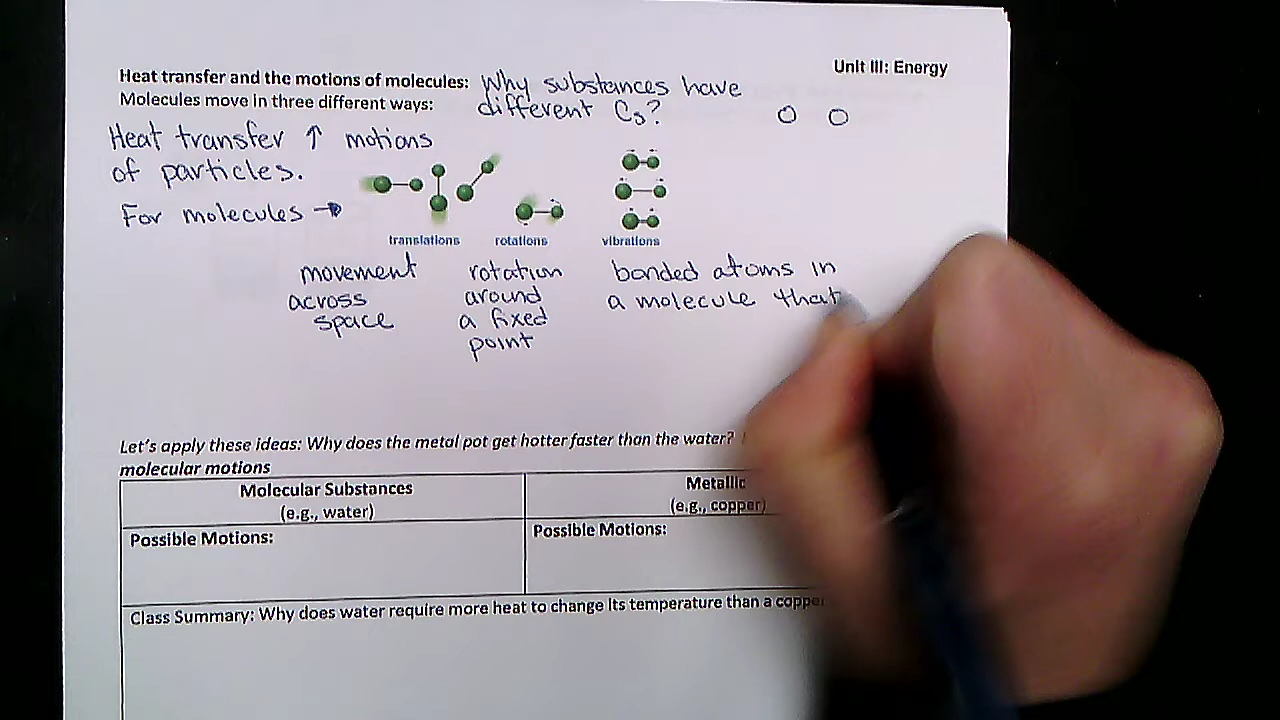 Unit III: Energy
Heat transfer and the motions of molecules: Why substances have
Molecules move in three different ways: different Cs?
Heat transfer ↑ motions
of particles.
For molecules →
translations rotations vibrations
movement rotation bonded atoms in
across around a molecule that
space a fixed
point
Let's apply these ideas: Why does the metal pot get hotter faster than the water?
molecular motions
Molecular Substances Metallic
(e.g., water) (e.g., copper)
Possible Motions: Possible Motions:
Class Summary: Why does water require more heat to change its temperature than a copper